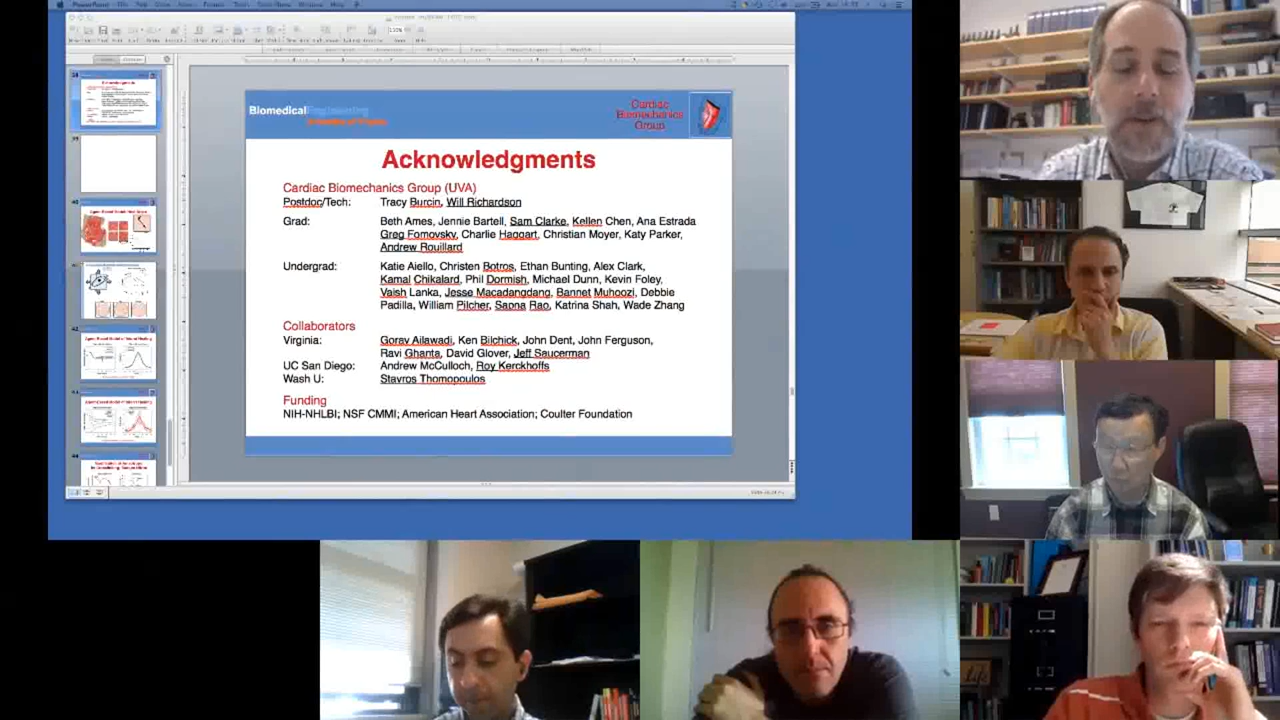 PowerPoint
Biomedical Engineering
Cardiac
Biomechanics
Group
Acknowledgments
Cardiac Biomechanics Group (UVA)
Postdoc/Tech: Tracy Burcin, Will Richardson
Grad: Beth Ames, Jennie Bartell, Sam Clarke, Kellen Chen, Ana Estrada
Greg Fomovsky, Charlie Haggart, Christian Moyer, Katy Parker,
Andrew Rouillard
Undergrad: Katie Aiello, Christen Botros, Ethan Bunting, Alex Clark,
Kamal Chikalard, Phil Dormish, Michael Dunn, Kevin Foley,
Vaish Lanka, Jesse Macadangdang, Bannet Muhoozi, Debbie
Padilla, William Pilcher, Sapna Rao, Katrina Shah, Wade Zhang
Collaborators
Virginia: Gorav Ailawadi, Ken Bilchick, John Dent, John Ferguson,
Ravi Ghanta, David Glover, Jeff Saucerman
UC San Diego: Andrew McCulloch, Roy Kerckhoffs
Wash U: Stavros Thomopoulos
Funding
NIH-NHLBI; NSF CMMI; American Heart Association; Coulter Foundation